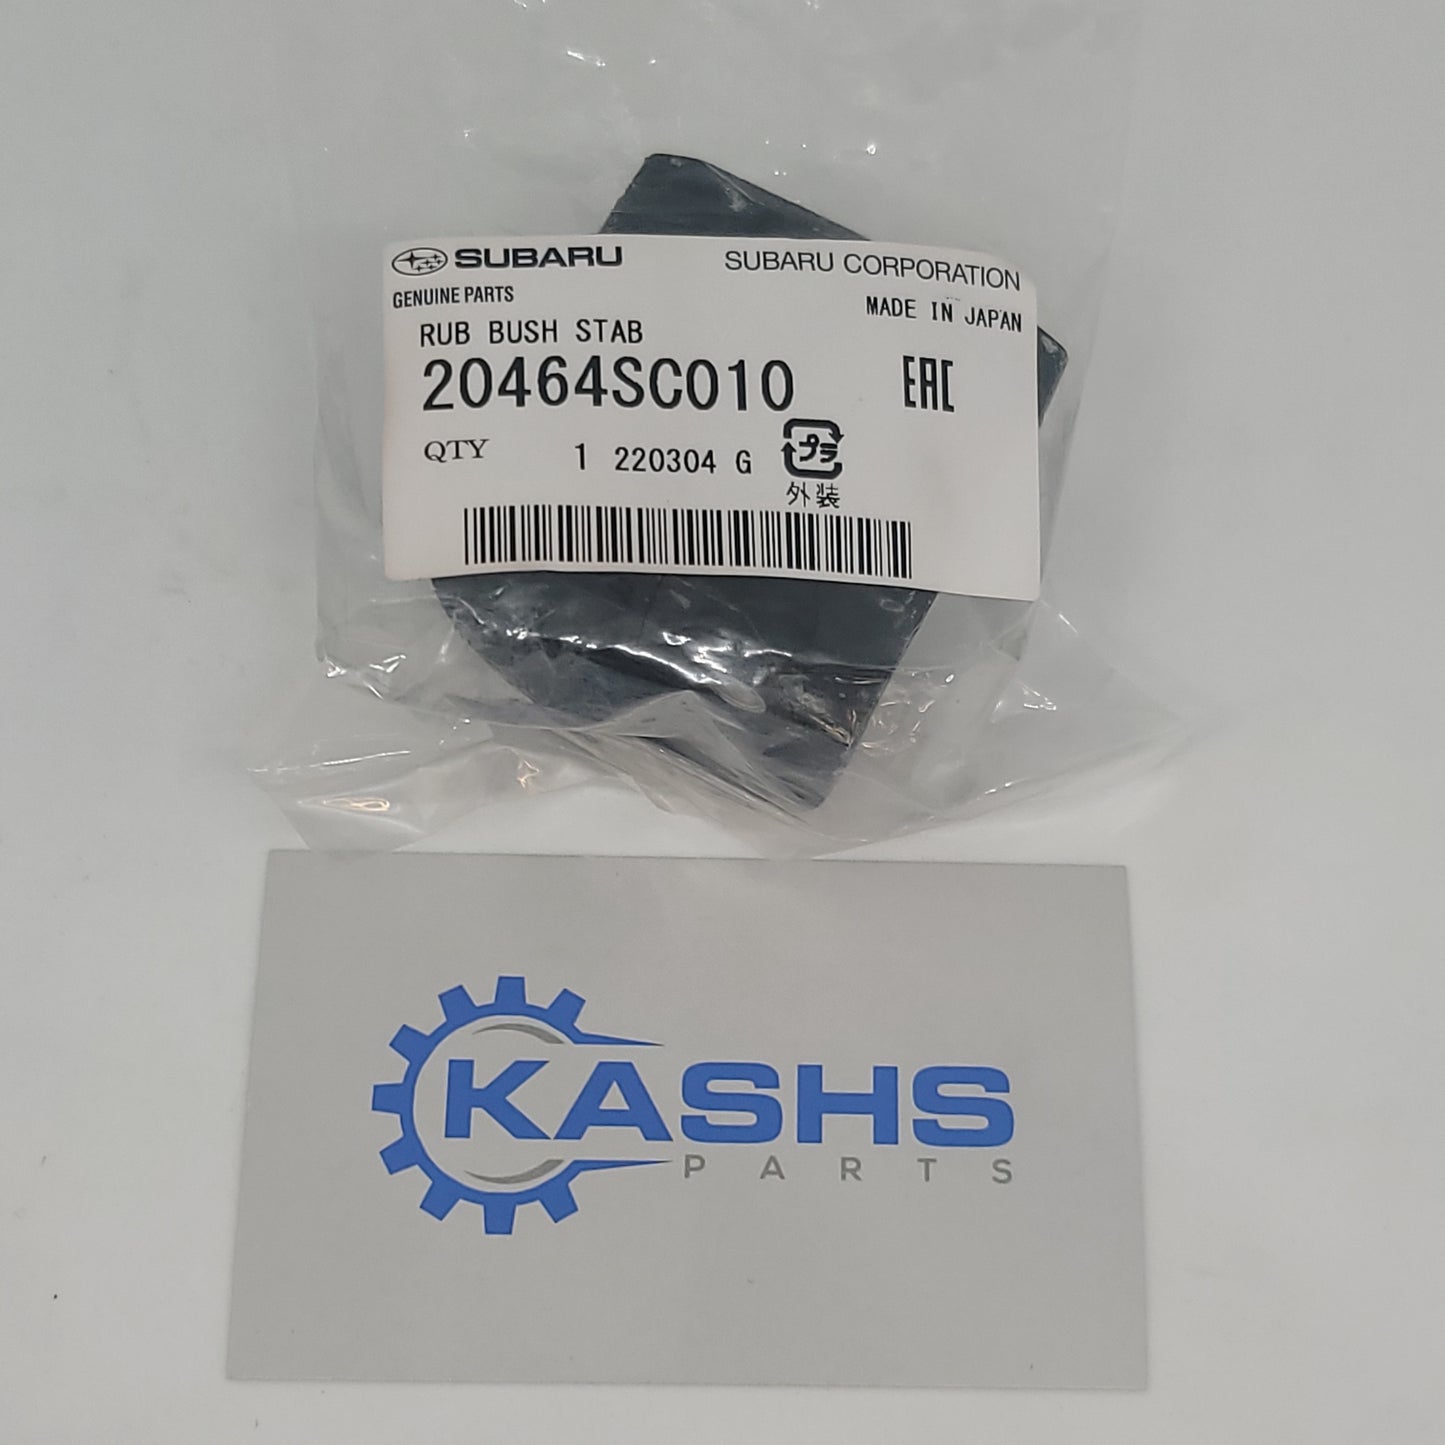 SUBARU
SUBARU CORPORATION
GENUINE PARTS
MADE IN JAPAN
RUB BUSH STAB
20464SC010
EAC
QTY 1 220304 G
プラ
外装
KASHS
PARTS